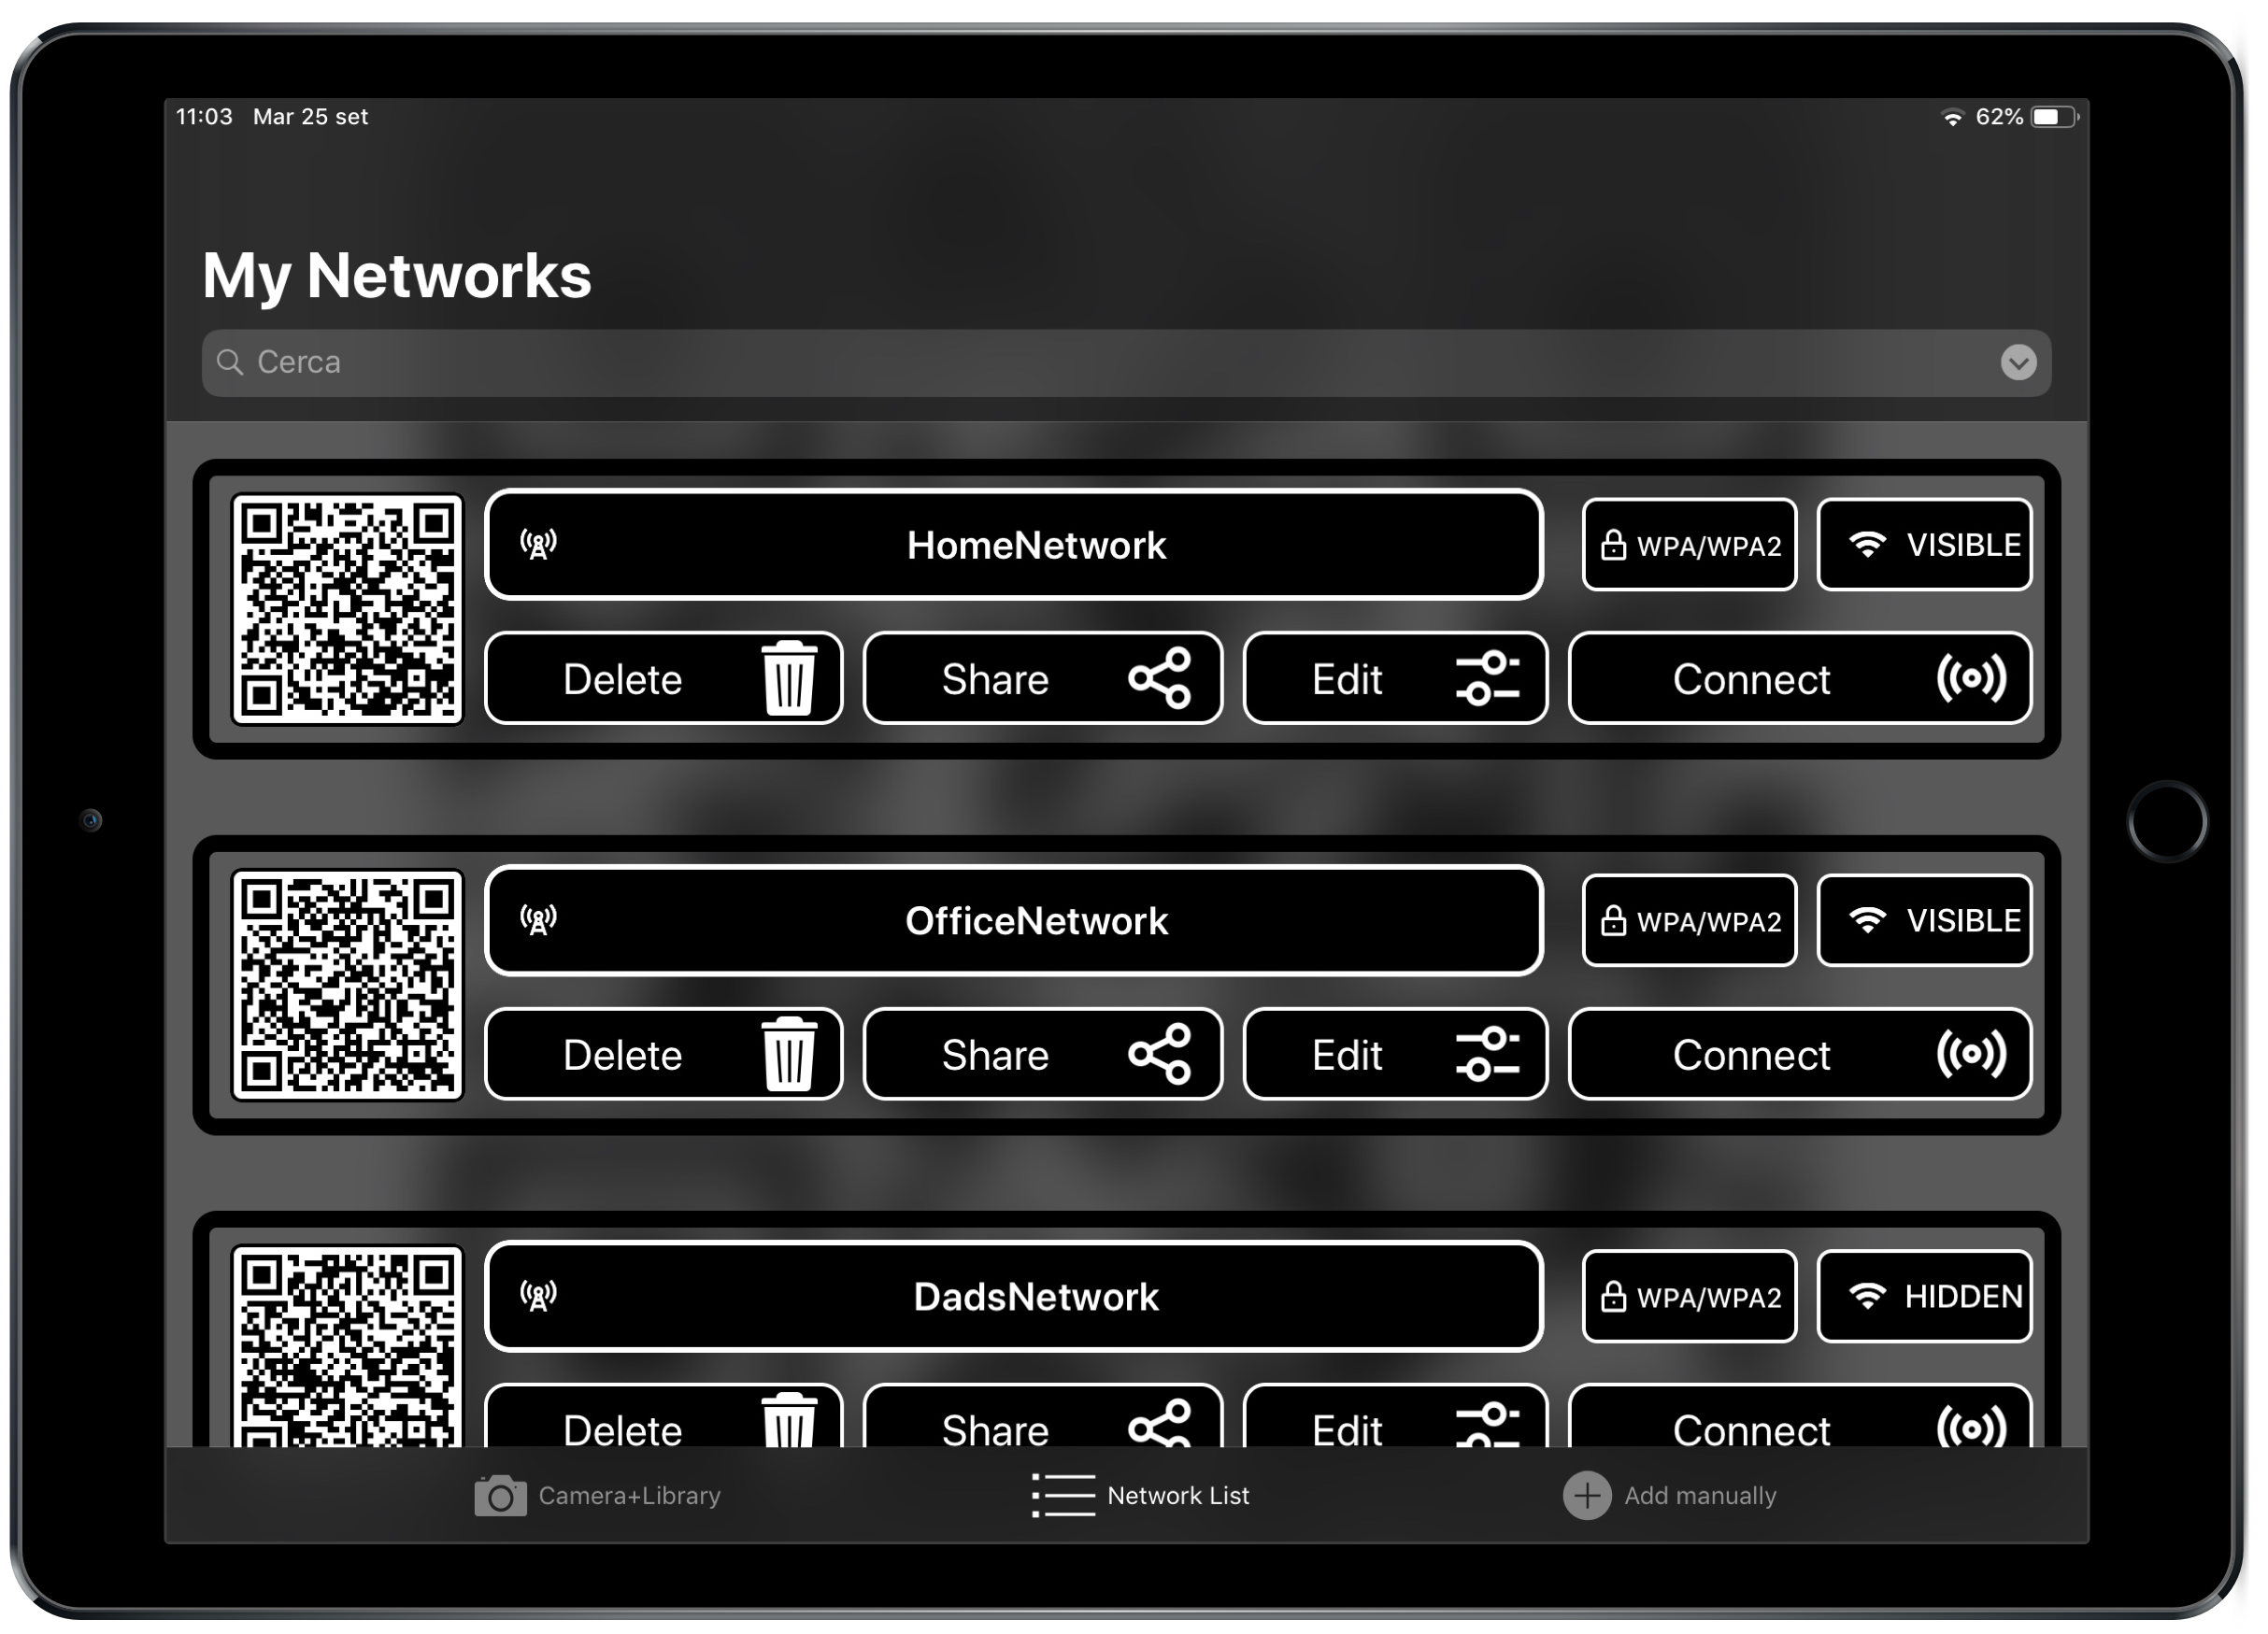 11:03 Mar 25 set 62%
My Networks
Cerca
HomeNetwork WPA/WPA2 VISIBLE
Delete Share Edit Connect
OfficeNetwork WPA/WPA2 VISIBLE
Delete Share Edit Connect
DadsNetwork WPA/WPA2 HIDDEN
Delete Share Edit Connect
Camera+Library Network List Add manually